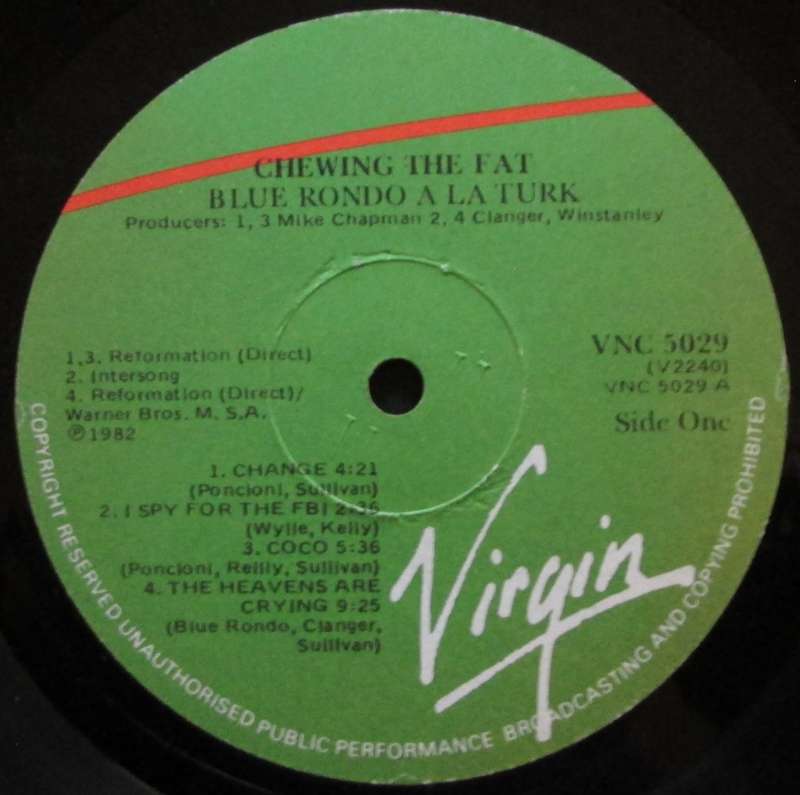 CHEWING THE FAT
BLUE RONDO A LA TURK
Producers: 1, 3 Mike Chapman 2, 4 Clanger, Winstanley
1,3. Reformation (Direct)
2. Intersong
4. Reformation (Direct)/
Warner Bros. M. S.A.
℗1982
VNC 5029
(V2240)
VNC 5029 A
Side One
1. CHANGE 4:21
(Poncioni, Sullivan)
2. I SPY FOR THE FBI 2:36
(Wylie, Kelly)
3. COCO 5:36
(Poncioni, Reilly, Sullivan)
4. THE HEAVENS ARE
CRYING 9:25
(Blue Rondo, Clanger,
Sullivan)
Virgin
COPYRIGHT RESERVED UNAUTHORISED PUBLIC PERFORMANCE BROADCASTING AND COPYING PROHIBITED